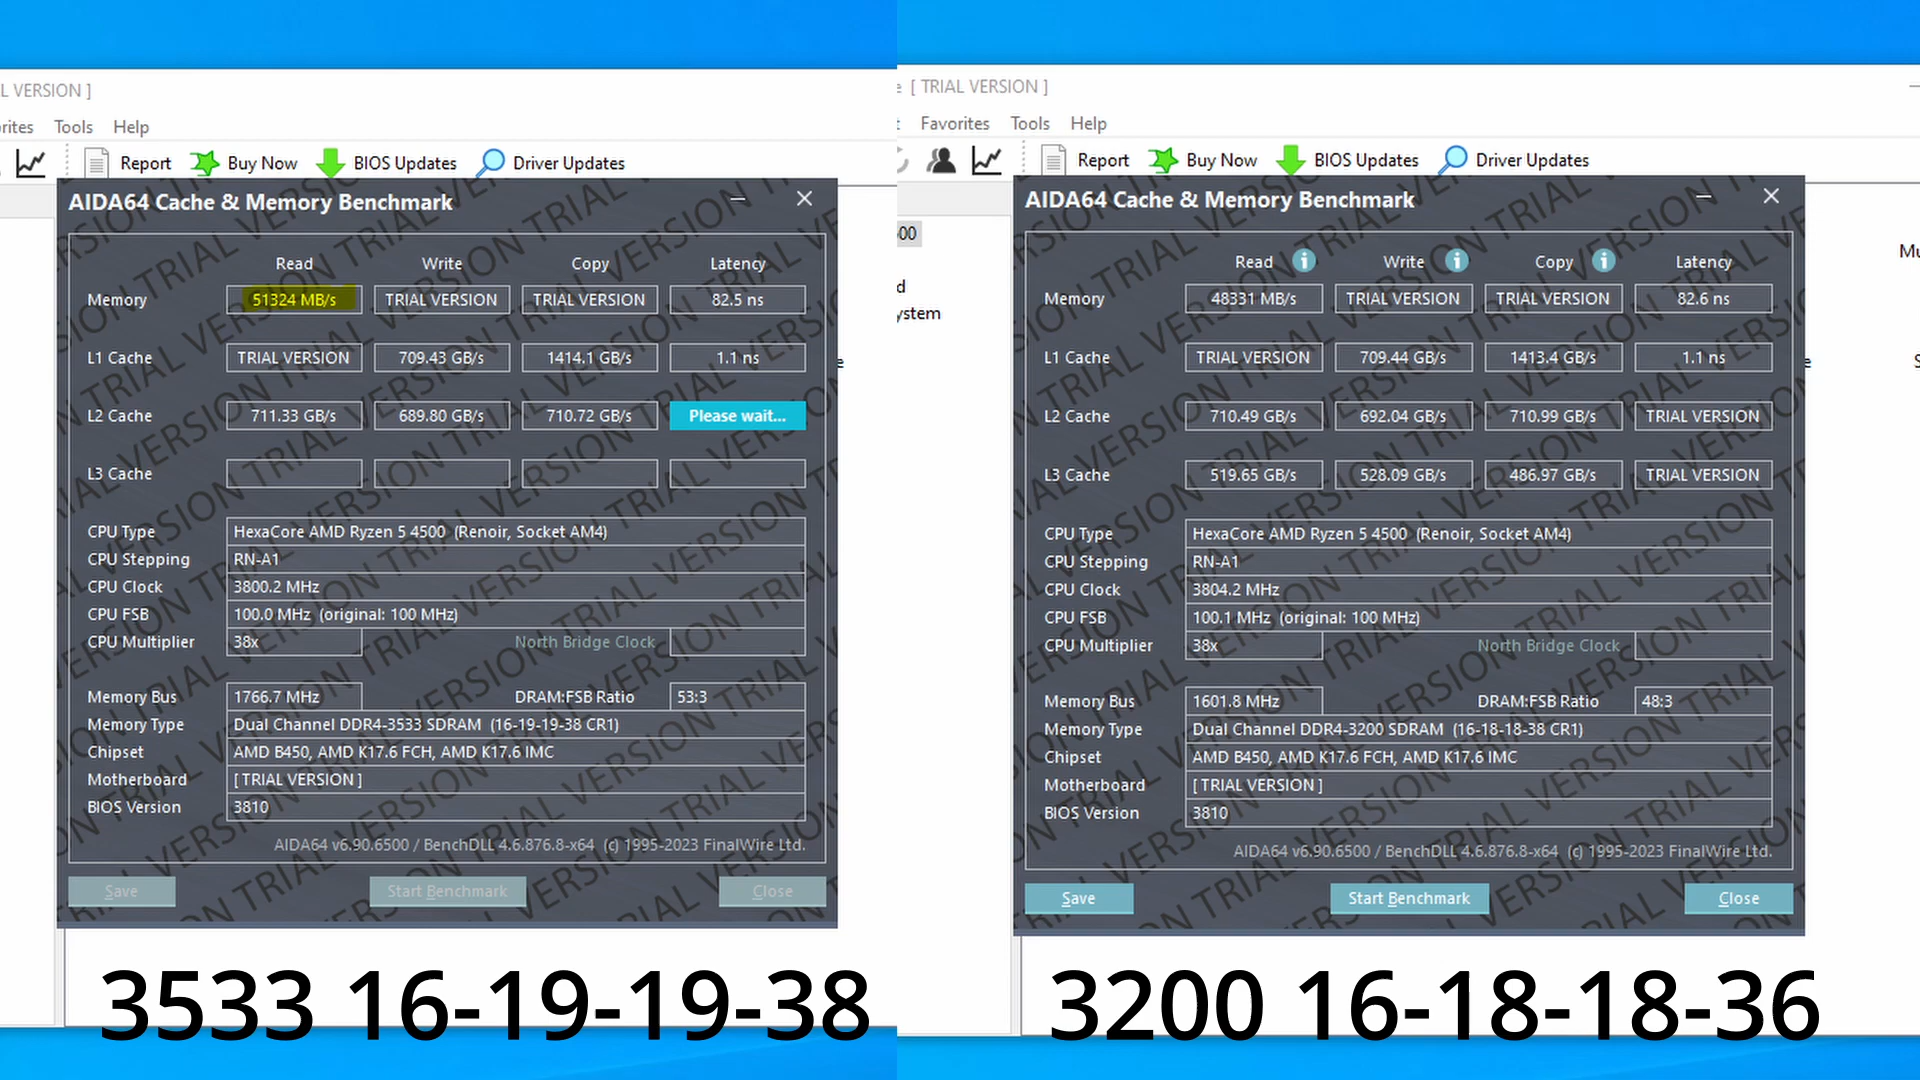 L VERSION ]
rites Tools Help
Report Buy Now BIOS Updates Driver Updates
AIDA64 Cache & Memory Benchmark
Read Write Copy Latency
Memory 51324 MB/s TRIAL VERSION TRIAL VERSION 82.5 ns
L1 Cache TRIAL VERSION 709.43 GB/s 1414.1 GB/s 1.1 ns
L2 Cache 711.33 GB/s 689.80 GB/s 710.72 GB/s Please wait...
L3 Cache
CPU Type HexaCore AMD Ryzen 5 4500 (Renoir, Socket AM4)
CPU Stepping RN-A1
CPU Clock 3800.2 MHz
CPU FSB 100.0 MHz (original: 100 MHz)
CPU Multiplier 38x North Bridge Clock
Memory Bus 1766.7 MHz DRAM:FSB Ratio 53:3
Memory Type Dual Channel DDR4-3533 SDRAM (16-19-19-38 CR1)
Chipset AMD B450, AMD K17.6 FCH, AMD K17.6 IMC
Motherboard [ TRIAL VERSION ]
BIOS Version 3810
AIDA64 v6.90.6500 / BenchDLL 4.6.876.8-x64 (c) 1995-2023 FinalWire Ltd.
Save Start Benchmark Close
3533 16-19-19-38
e [ TRIAL VERSION ]
t Favorites Tools Help
Report Buy Now BIOS Updates Driver Updates
00
d
ystem
AIDA64 Cache & Memory Benchmark
Read Write Copy Latency
Memory 48331 MB/s TRIAL VERSION TRIAL VERSION 82.6 ns
L1 Cache TRIAL VERSION 709.44 GB/s 1413.4 GB/s 1.1 ns
L2 Cache 710.49 GB/s 692.04 GB/s 710.99 GB/s TRIAL VERSION
L3 Cache 519.65 GB/s 528.09 GB/s 486.97 GB/s TRIAL VERSION
CPU Type HexaCore AMD Ryzen 5 4500 (Renoir, Socket AM4)
CPU Stepping RN-A1
CPU Clock 3804.2 MHz
CPU FSB 100.1 MHz (original: 100 MHz)
CPU Multiplier 38x North Bridge Clock
Memory Bus 1601.8 MHz DRAM:FSB Ratio 48:3
Memory Type Dual Channel DDR4-3200 SDRAM (16-18-18-38 CR1)
Chipset AMD B450, AMD K17.6 FCH, AMD K17.6 IMC
Motherboard [ TRIAL VERSION ]
BIOS Version 3810
AIDA64 v6.90.6500 / BenchDLL 4.6.876.8-x64 (c) 1995-2023 FinalWire Ltd.
Save Start Benchmark Close
Mu
3200 16-18-18-36